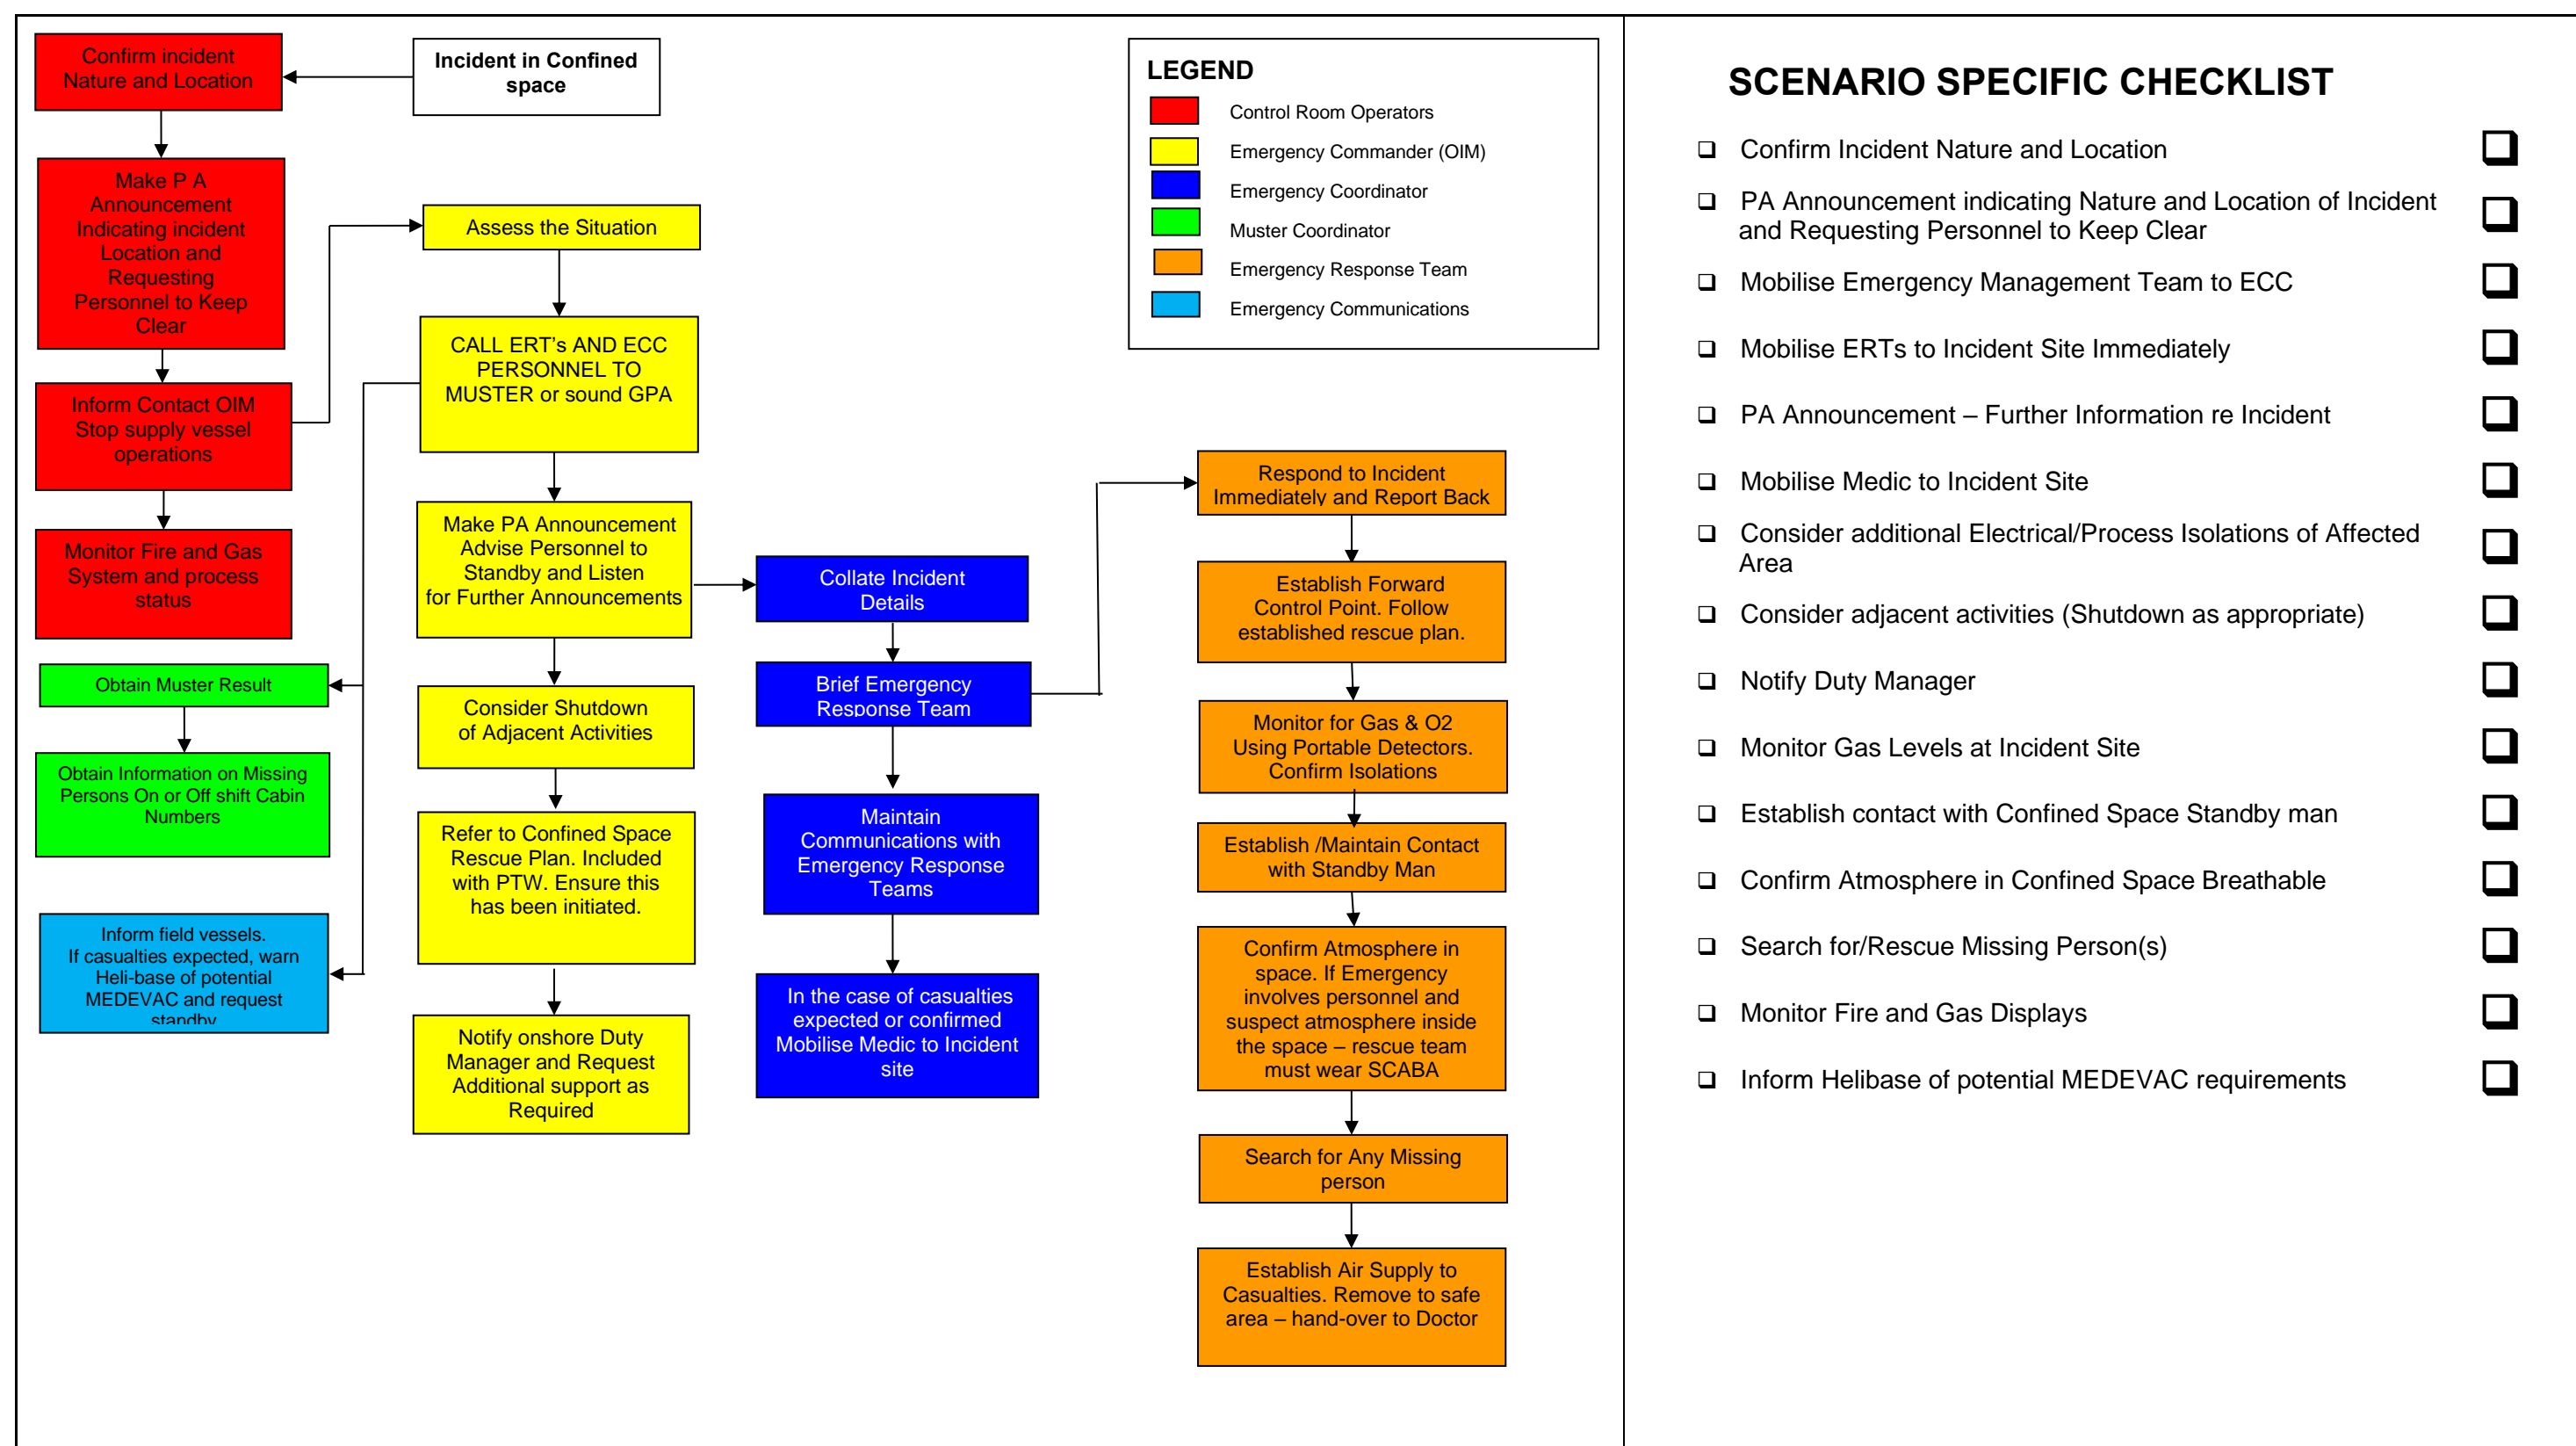 Confirm incident
Nature and Location
Incident in Confined
space
Make P A
Announcement
Indicating incident
Location and
Requesting
Personnel to Keep
Clear
Inform Contact OIM
Stop supply vessel
operations
Monitor Fire and Gas
System and process
status
Obtain Muster Result
Obtain Information on Missing
Persons On or Off shift Cabin
Numbers
Inform field vessels.
If casualties expected, warn
Heli-base of potential
MEDEVAC and request
standby
Assess the Situation
CALL ERT's AND ECC
PERSONNEL TO
MUSTER or sound GPA
Make PA Announcement
Advise Personnel to
Standby and Listen
for Further Announcements
Consider Shutdown
of Adjacent Activities
Refer to Confined Space
Rescue Plan. Included
with PTW. Ensure this
has been initiated.
Notify onshore Duty
Manager and Request
Additional support as
Required
Collate Incident
Details
Brief Emergency
Response Team
Maintain
Communications with
Emergency Response
Teams
In the case of casualties
expected or confirmed
Mobilise Medic to Incident
site
LEGEND
Control Room Operators
Emergency Commander (OIM)
Emergency Coordinator
Muster Coordinator
Emergency Response Team
Emergency Communications
Respond to Incident
Immediately and Report Back
Establish Forward
Control Point. Follow
established rescue plan.
Monitor for Gas & O2
Using Portable Detectors.
Confirm Isolations
Establish /Maintain Contact
with Standby Man
Confirm Atmosphere in
space. If Emergency
involves personnel and
suspect atmosphere inside
the space – rescue team
must wear SCABA
Search for Any Missing
person
Establish Air Supply to
Casualties. Remove to safe
area – hand-over to Doctor
SCENARIO SPECIFIC CHECKLIST
Confirm Incident Nature and Location
PA Announcement indicating Nature and Location of Incident
and Requesting Personnel to Keep Clear
Mobilise Emergency Management Team to ECC
Mobilise ERTs to Incident Site Immediately
PA Announcement – Further Information re Incident
Mobilise Medic to Incident Site
Consider additional Electrical/Process Isolations of Affected
Area
Consider adjacent activities (Shutdown as appropriate)
Notify Duty Manager
Monitor Gas Levels at Incident Site
Establish contact with Confined Space Standby man
Confirm Atmosphere in Confined Space Breathable
Search for/Rescue Missing Person(s)
Monitor Fire and Gas Displays
Inform Helibase of potential MEDEVAC requirements